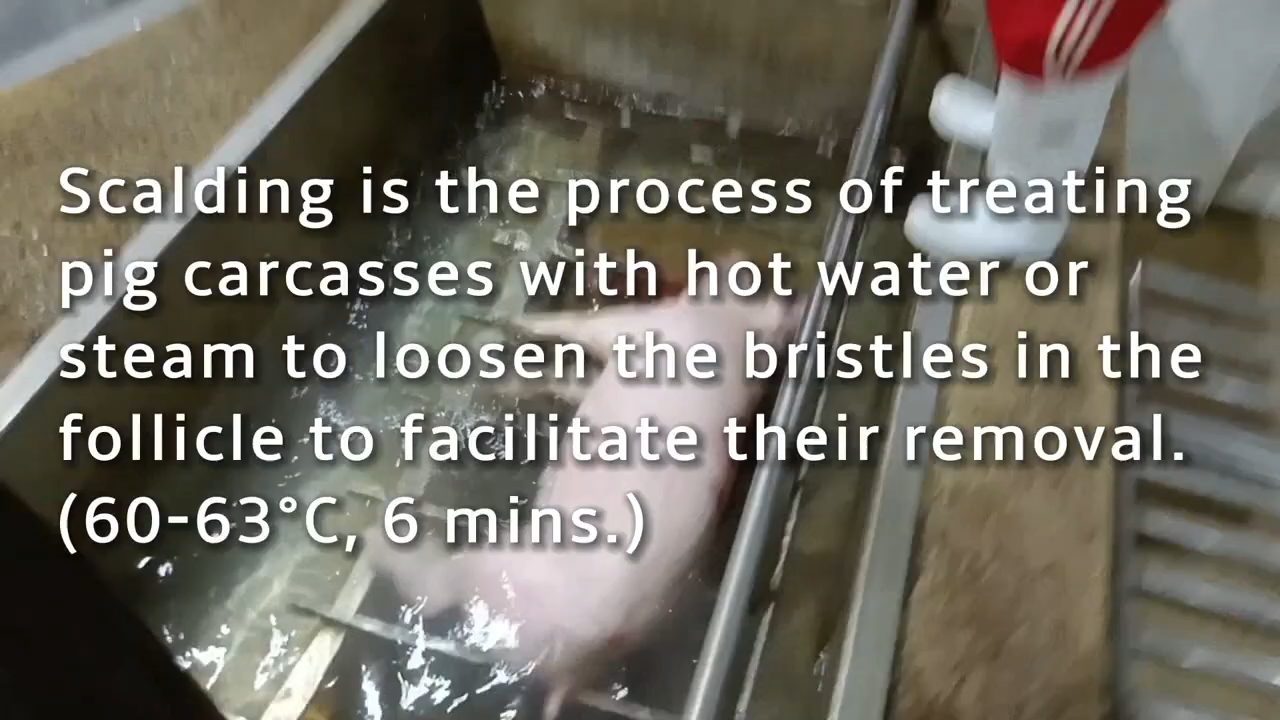 Scalding is the process of treating
pig carcasses with hot water or
steam to loosen the bristles in the
follicle to facilitate their removal.
(60-63°C, 6 mins.)